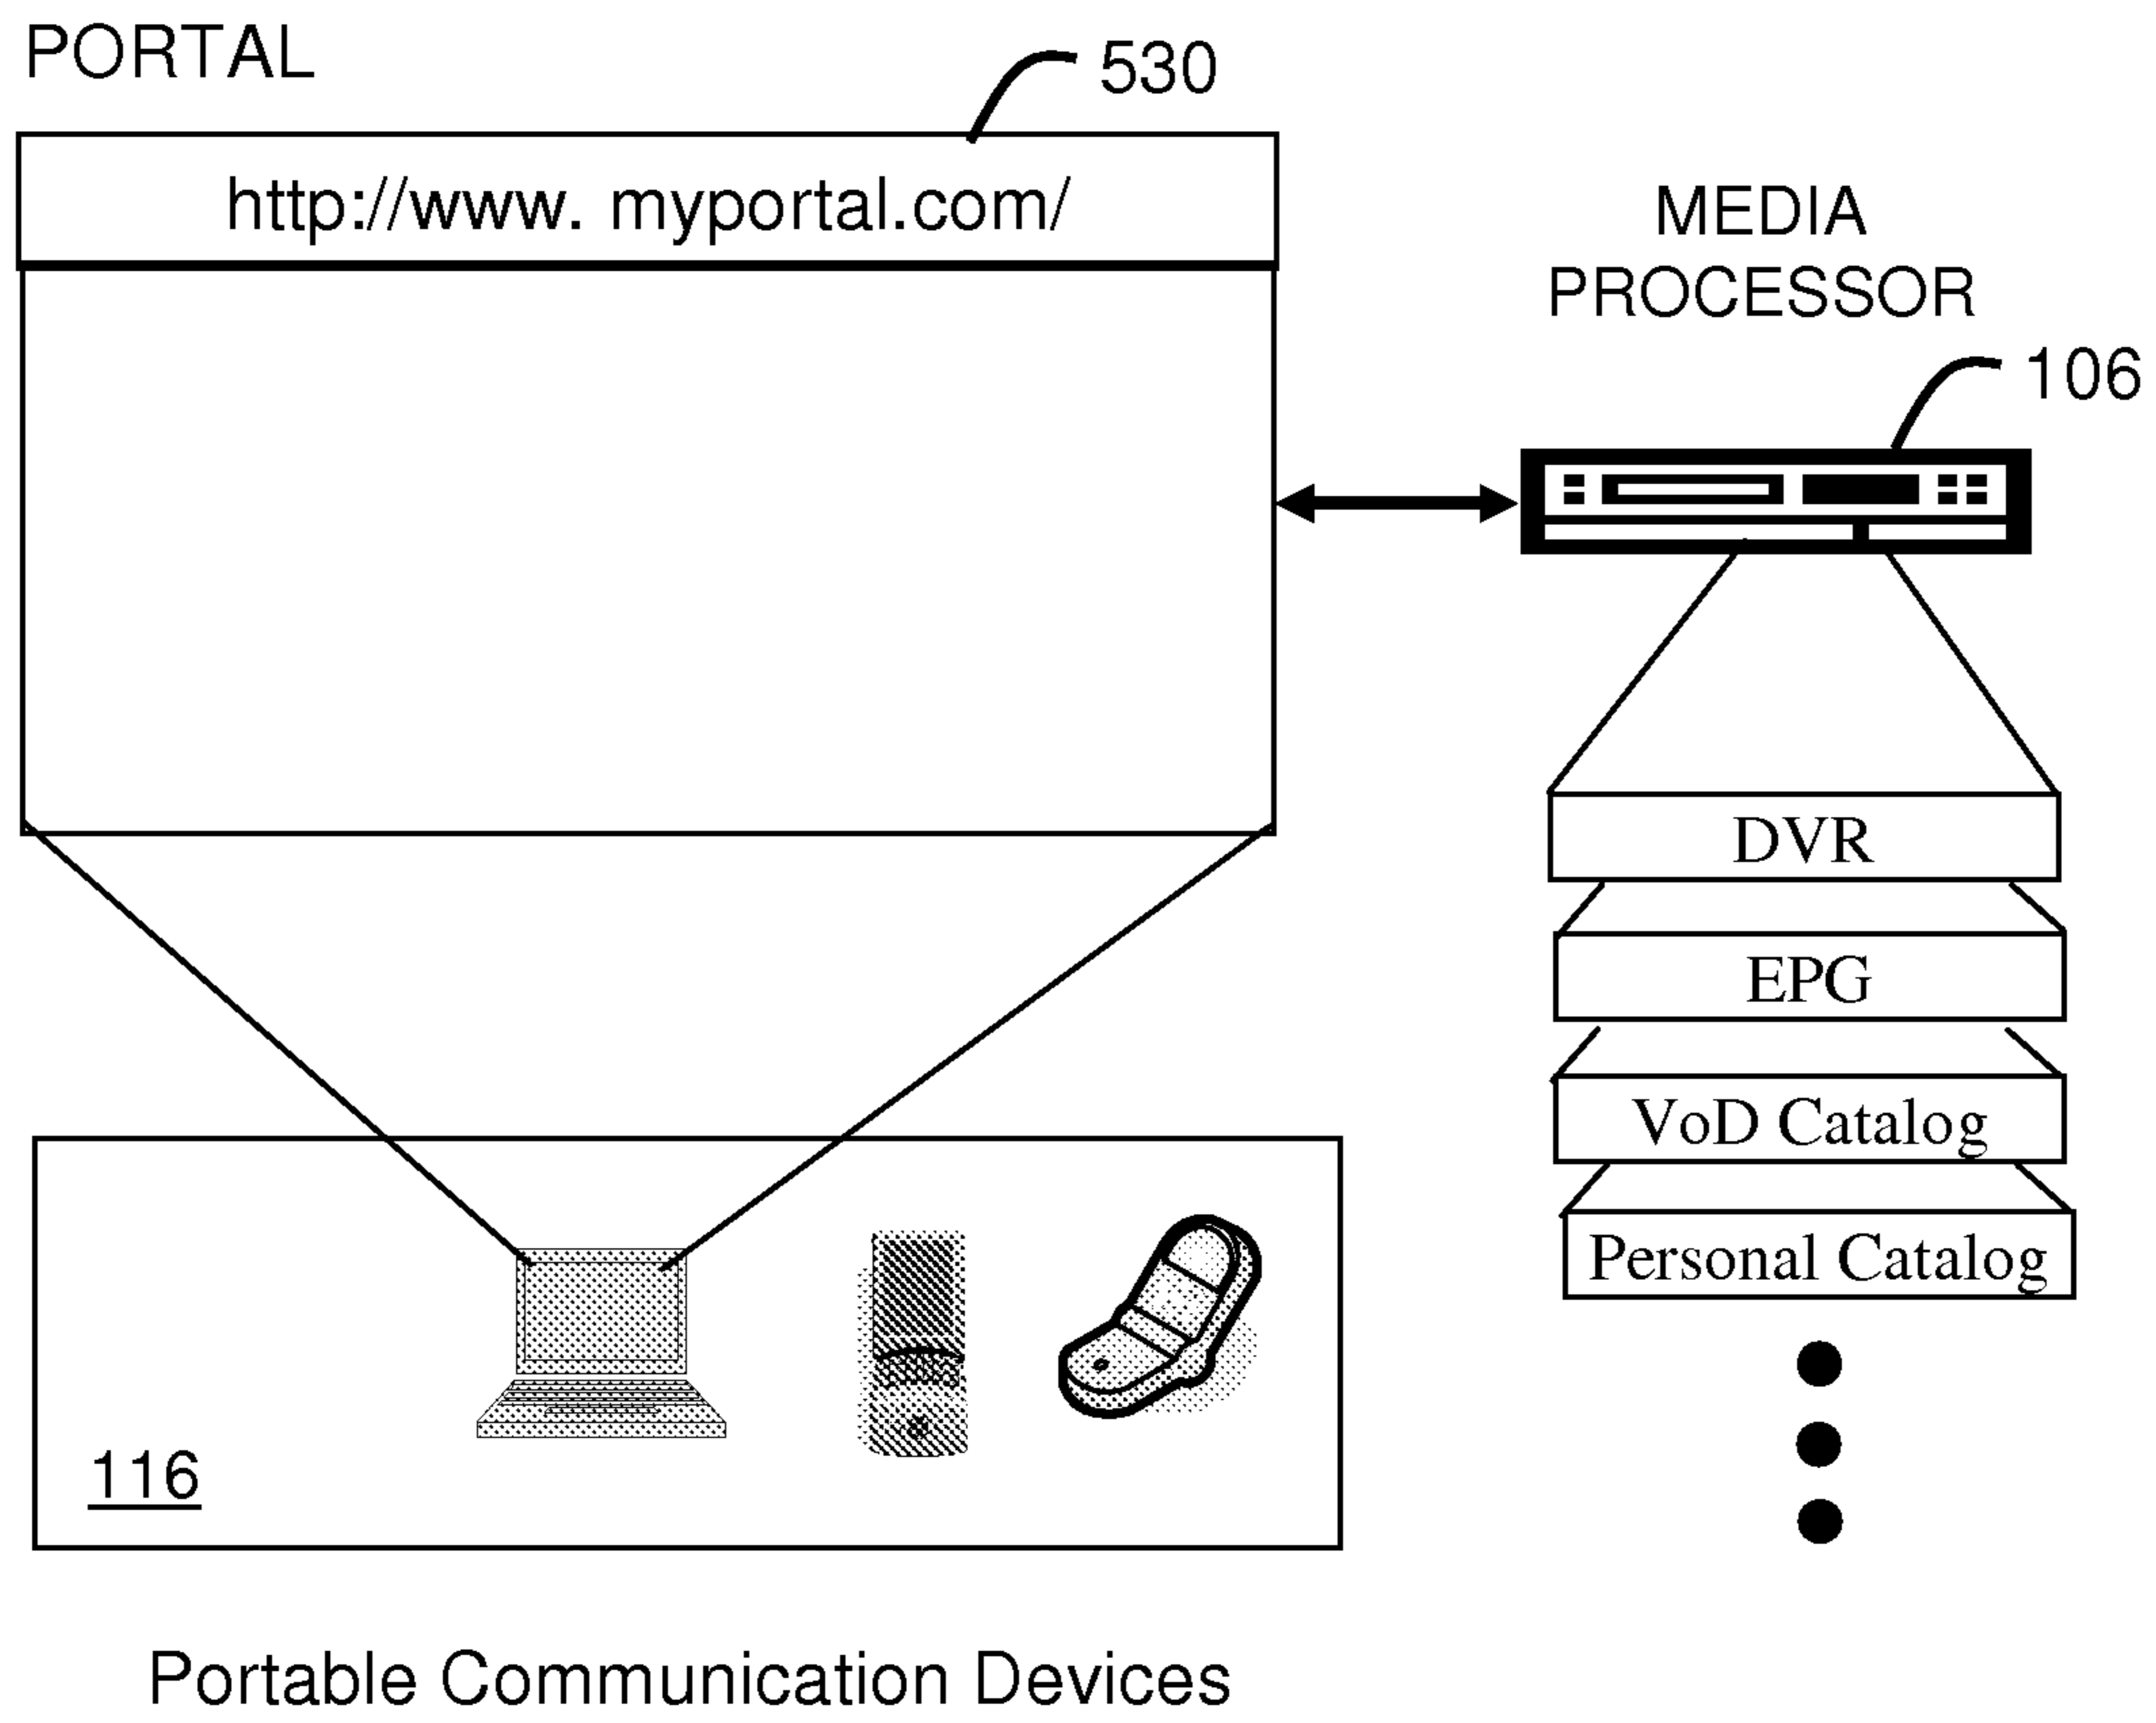 PORTAL
530
http://www. myportal.com/
MEDIA
PROCESSOR
106
DVR
EPG
VoD Catalog
Personal Catalog
116
Portable Communication Devices